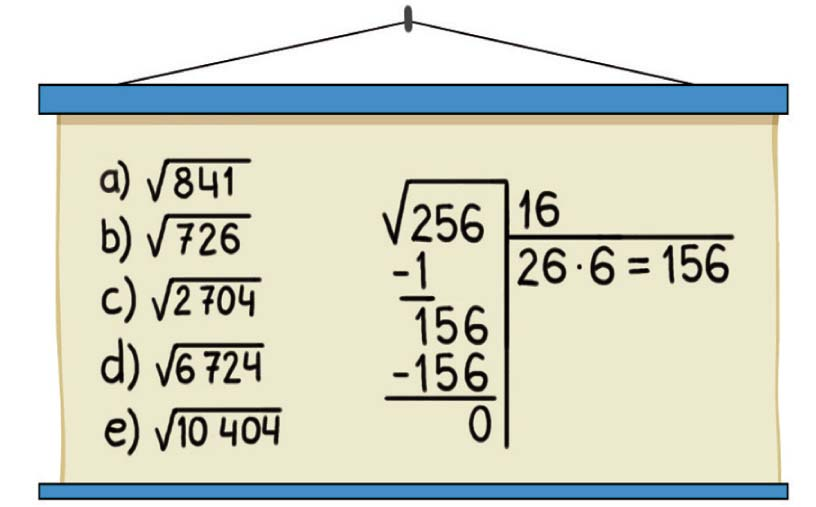 a) √841
b) √726
c) √2 704
d) √6 724
e) √10 404
√256 16
-1 26·6 = 156
156
-156
0